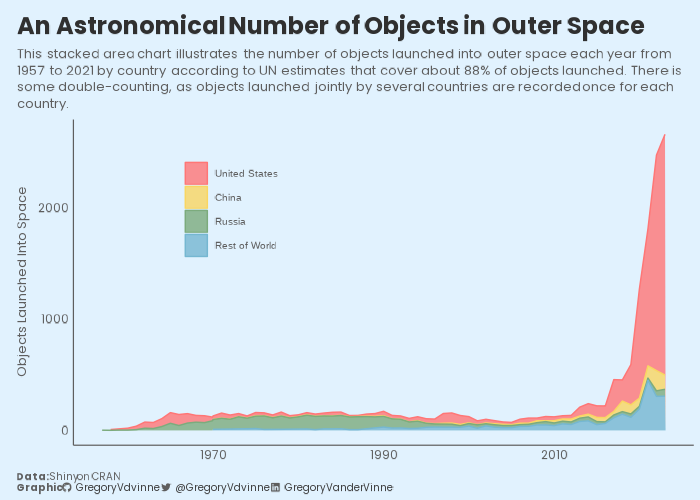 An Astronomical Number of Objects in Outer Space
This stacked area chart illustrates the number of objects launched into outer space each year from
1957 to 2021 by country according to UN estimates that cover about 88% of objects launched. There is
some double-counting, as objects launched jointly by several countries are recorded once for each
country.
Objects Launched Into Space
2000
1000
0
United States
China
Russia
Rest of World
1970
1990
2010
Data: Shinyon CRAN
Graphic: GregoryVdvinne @GregoryVdvinne GregoryVanderVinne